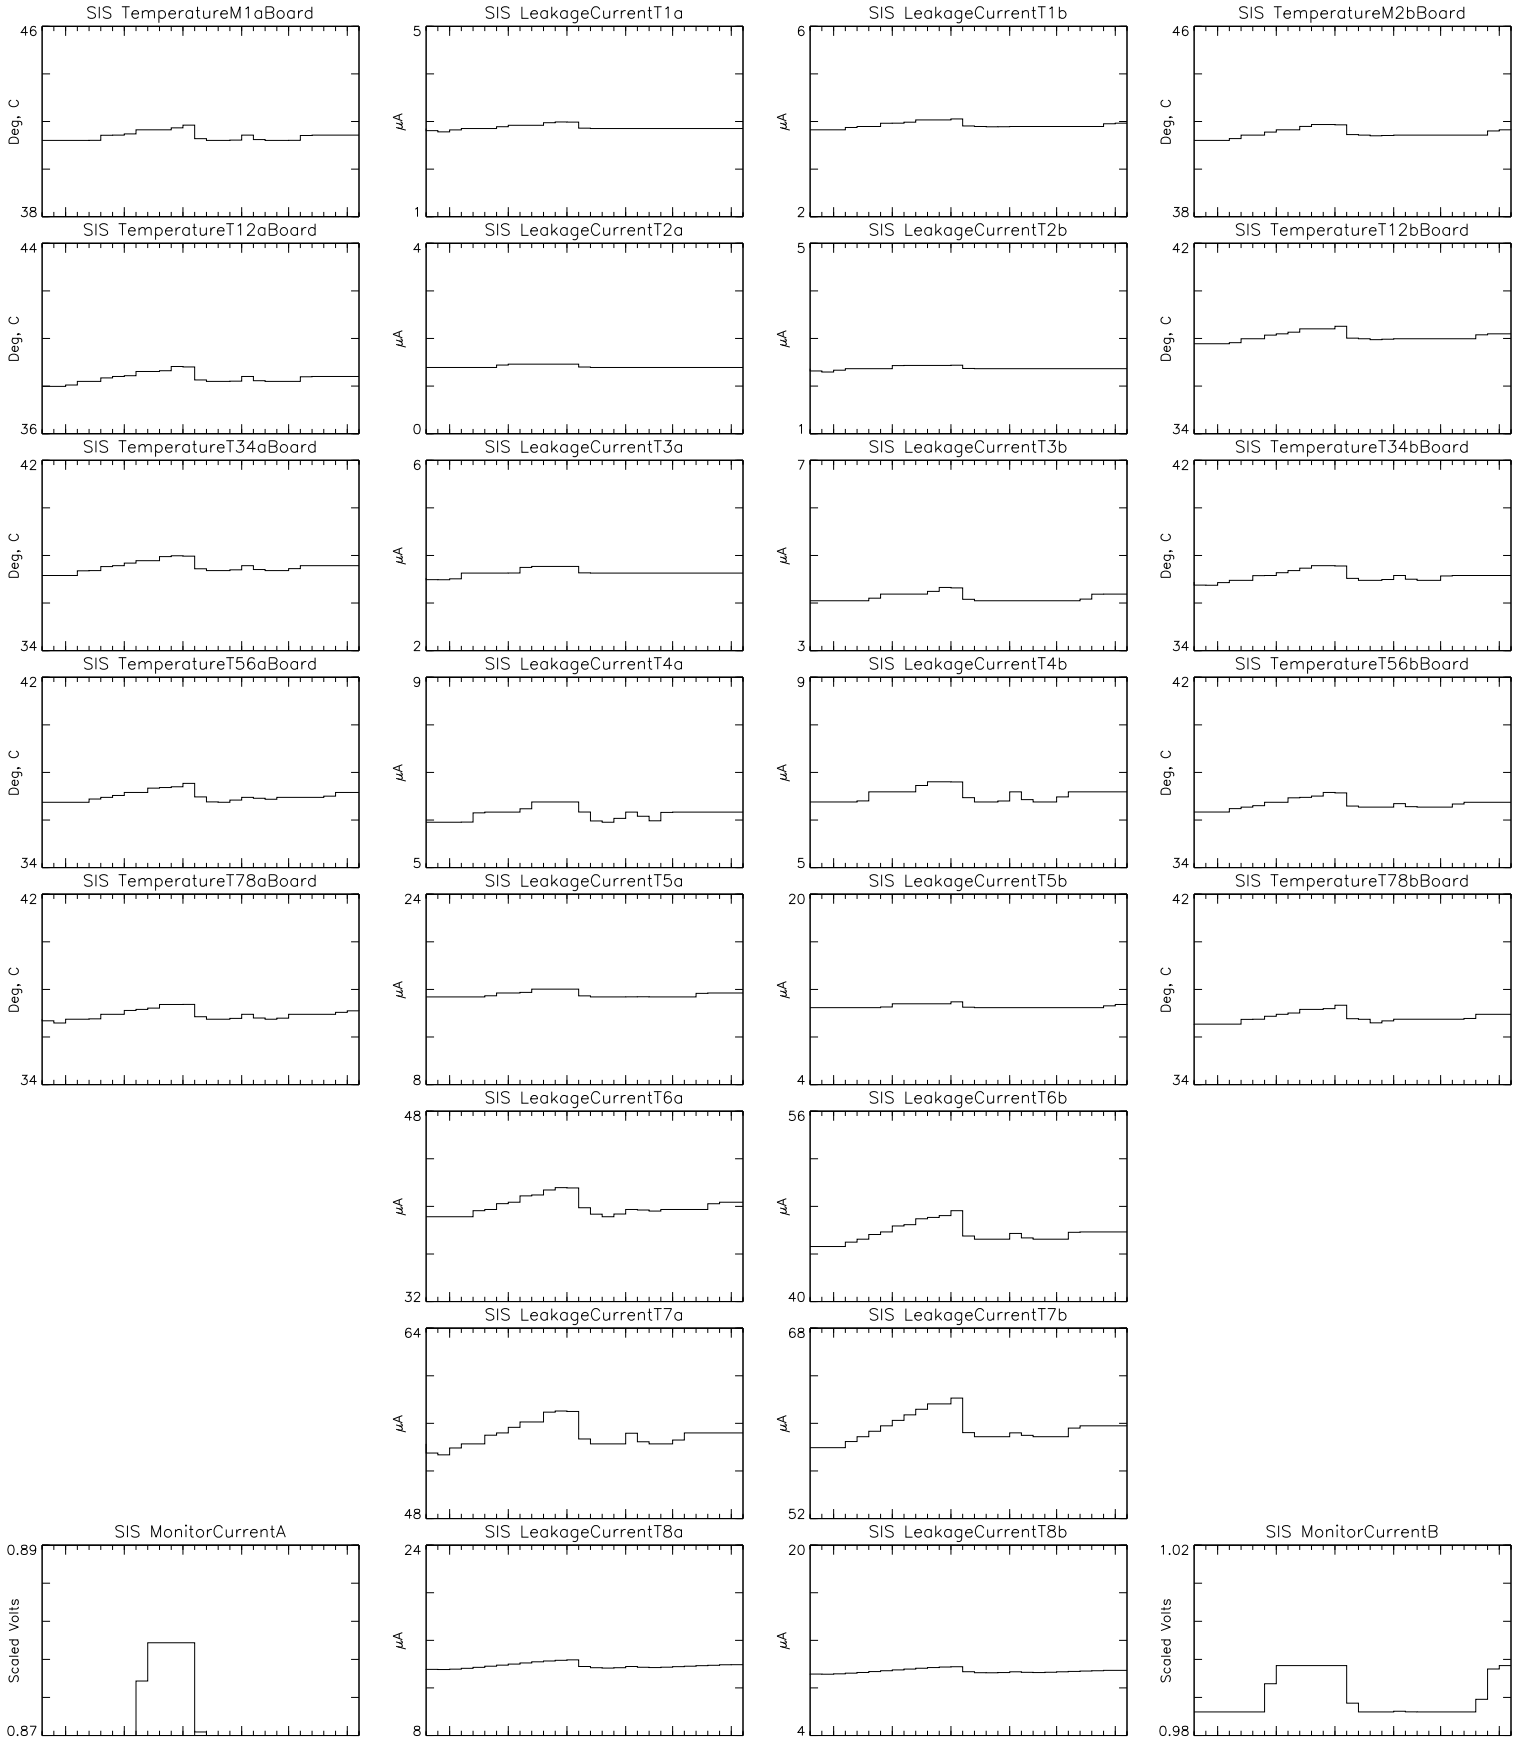 SIS TemperatureM1aBoard
46
Deg, C
38
SIS LeakageCurrentT1a
5
µA
1
SIS LeakageCurrentT1b
6
µA
2
SIS TemperatureM2bBoard
46
Deg, C
38
SIS TemperatureT12aBoard
44
Deg, C
36
SIS LeakageCurrentT2a
4
µA
0
SIS LeakageCurrentT2b
5
µA
1
SIS TemperatureT12bBoard
42
Deg, C
34
SIS TemperatureT34aBoard
42
Deg, C
34
SIS LeakageCurrentT3a
6
µA
2
SIS LeakageCurrentT3b
7
µA
3
SIS TemperatureT34bBoard
42
Deg, C
34
SIS TemperatureT56aBoard
42
Deg, C
34
SIS LeakageCurrentT4a
9
µA
5
SIS LeakageCurrentT4b
9
µA
5
SIS TemperatureT56bBoard
42
Deg, C
34
SIS TemperatureT78aBoard
42
Deg, C
34
SIS LeakageCurrentT5a
24
µA
8
SIS LeakageCurrentT5b
20
µA
4
SIS TemperatureT78bBoard
42
Deg, C
34
SIS LeakageCurrentT6a
48
µA
32
SIS LeakageCurrentT6b
56
µA
40
SIS LeakageCurrentT7a
64
µA
48
SIS LeakageCurrentT7b
68
µA
52
SIS MonitorCurrentA
0.89
Scaled Volts
0.87
SIS LeakageCurrentT8a
24
µA
8
SIS LeakageCurrentT8b
20
µA
4
SIS MonitorCurrentB
1.02
Scaled Volts
0.98